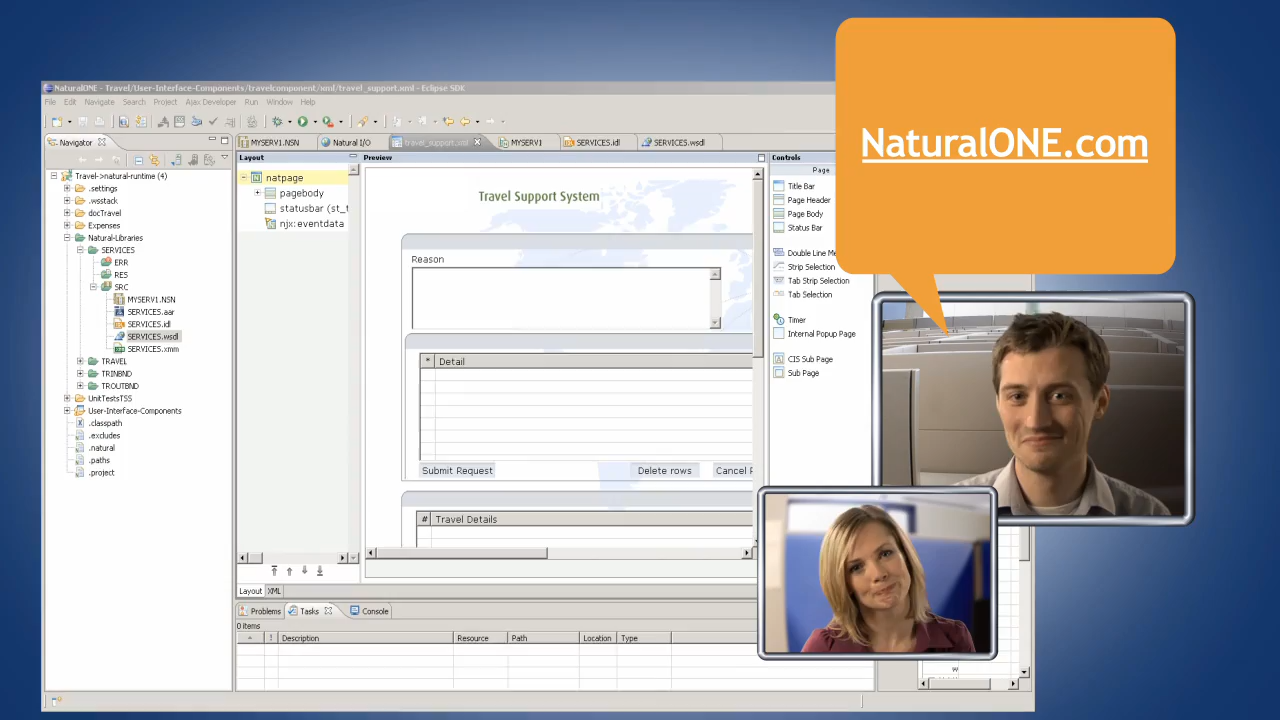 NaturalONE - Travel/User-Interface-Components/travelcomponent/xml/travel_support.xml - Eclipse SDK
File Edit Navigate Search Project Ajax Developer Run Window Help
Navigator
Travel->natural-runtime (4)
.settings
.wsstack
docTravel
Expenses
Natural-Libraries
SERVICES
ERR
RES
SRC
MYSERV1.NSN
SERVICES.aar
SERVICES.idl
SERVICES.wsdl
SERVICES.xmm
TRAVEL
TRINBND
TROUTBND
UnitTestsTSS
User-Interface-Components
.classpath
.excludes
.natural
.paths
.project
MYSERV1.NSN Natural I/O travel_support.xml MYSERV1 SERVICES.idl SERVICES.wsdl
Layout
natpage
pagebody
statusbar (st_t
njx:eventdata
Layout XML
Preview
Travel Support System
Reason
* Detail
Submit Request Delete rows Cancel R
# Travel Details
Controls
Page
Title Bar
Page Header
Page Body
Status Bar
Double Line Me
Strip Selection
Tab Strip Selection
Tab Selection
Timer
Internal Popup Page
CIS Sub Page
Sub Page
Problems Tasks Console
0 items
! Description Resource Path Location Type
NaturalONE.com